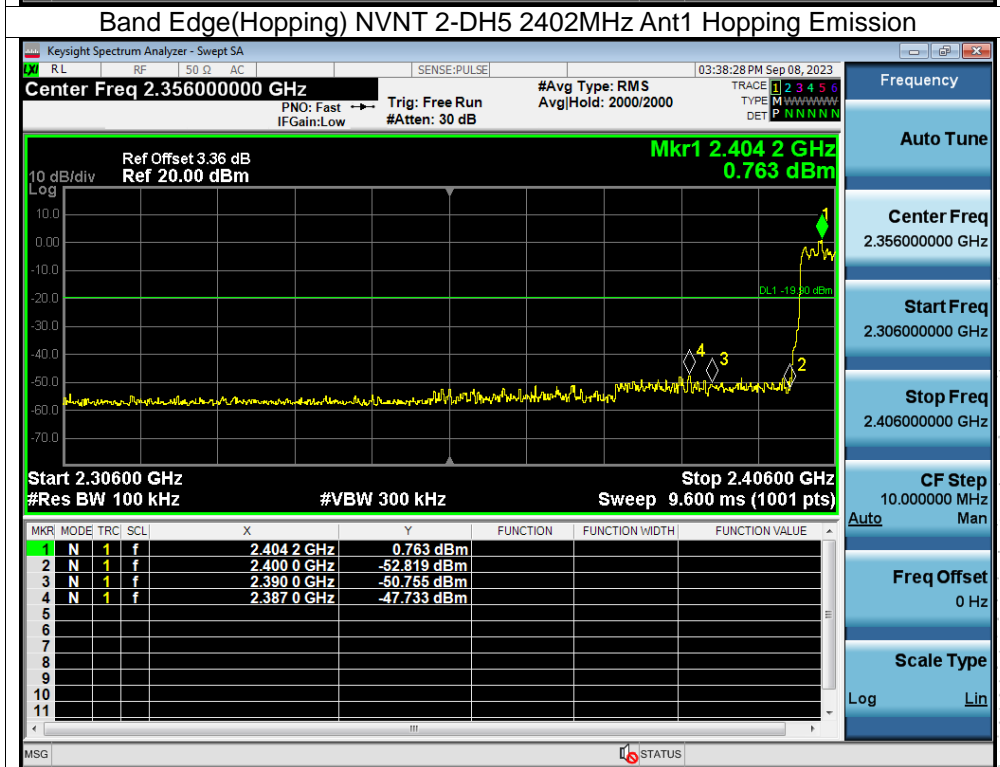 Band Edge(Hopping) NVNT 2-DH5 2402MHz Ant1 Hopping Emission
Keysight Spectrum Analyzer - Swept SA
LXI RL RF 50 Ω AC SENSE:PULSE 03:38:28 PM Sep 08, 2023
Center Freq 2.356000000 GHz #Avg Type: RMS TRACE 1 2 3 4 5 6
PNO: Fast Trig: Free Run Avg|Hold: 2000/2000 TYPE M WWWWW
IFGain:Low #Atten: 30 dB DET P N N N N N
Mkr1 2.404 2 GHz
0.763 dBm
Ref Offset 3.36 dB
10 dB/div Ref 20.00 dBm
Log
10.0
0.00
-10.0
-20.0
-30.0
-40.0
-50.0
-60.0
-70.0
1
DL1 -19.90 dBm
4
3
2
Start 2.30600 GHz Stop 2.40600 GHz
#Res BW 100 kHz #VBW 300 kHz Sweep 9.600 ms (1001 pts)
MKR MODE TRC SCL X Y FUNCTION FUNCTION WIDTH FUNCTION VALUE
1 N 1 f 2.404 2 GHz 0.763 dBm
2 N 1 f 2.400 0 GHz -52.819 dBm
3 N 1 f 2.390 0 GHz -50.755 dBm
4 N 1 f 2.387 0 GHz -47.733 dBm
5
6
7
8
9
10
11
MSG STATUS
Frequency
Auto Tune
Center Freq
2.356000000 GHz
Start Freq
2.306000000 GHz
Stop Freq
2.406000000 GHz
CF Step
10.000000 MHz
Auto Man
Freq Offset
0 Hz
Scale Type
Log Lin